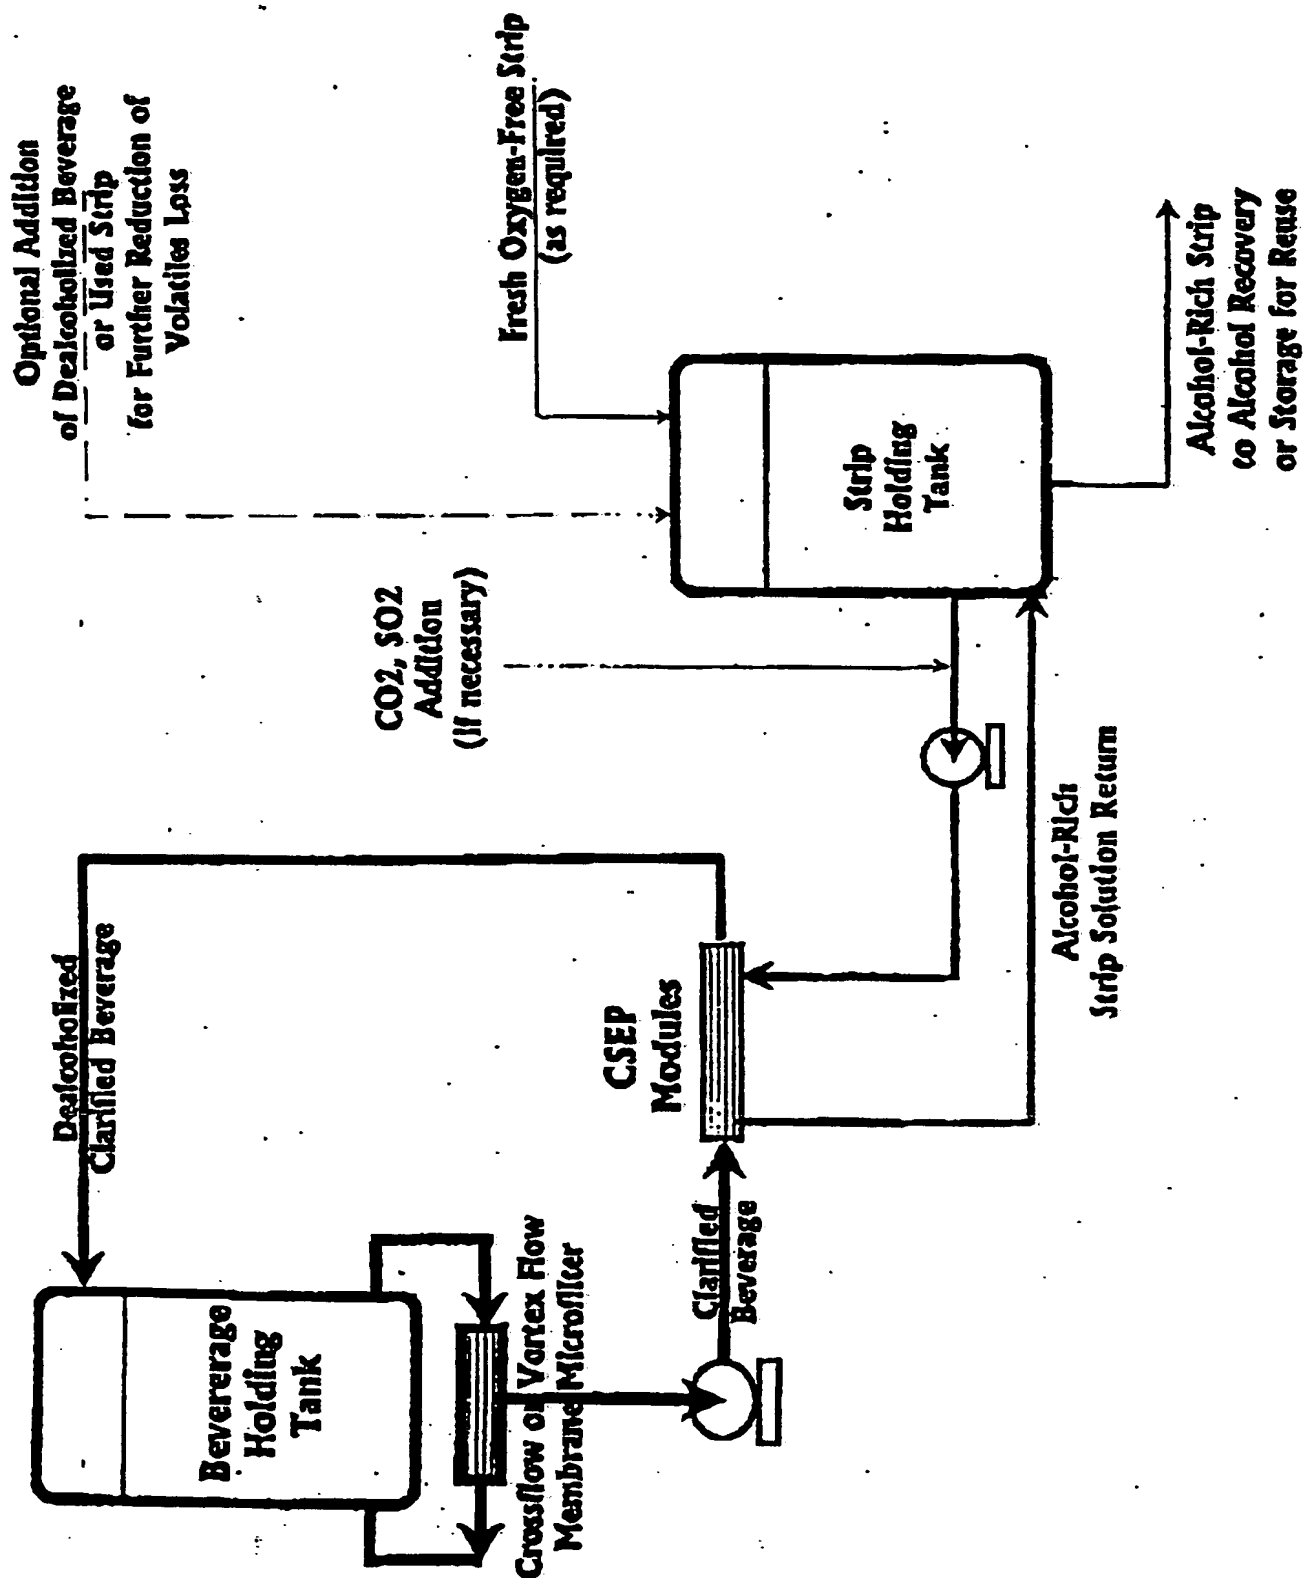 Optional Addition
of Dealcoholized Beverage
or Used Strip
for Further Reduction of
Volatiles Loss
Fresh Oxygen-Free Strip
(as required)
CO2, SO2
Addition
(if necessary)
Strip
Holding
Tank
Alcohol-Rich Strip
to Alcohol Recovery
or Storage for Reuse
Dealcoholized
Clarified Beverage
CSEP
Modules
Alcohol-Rich
Strip Solution Return
Clarified
Beverage
Bevererage
Holding
Tank
Crossflow or Vortex Flow
Membrane Microfilter